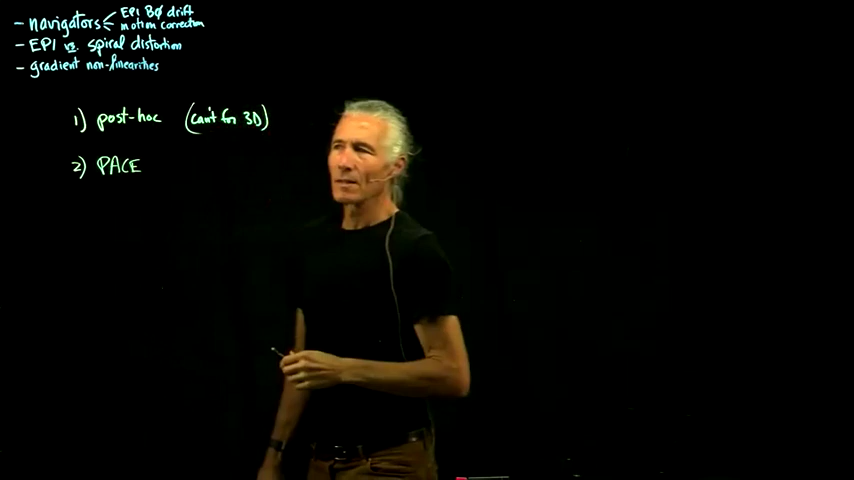 - navigators < EPI BØ drift
motion correction
- EPI vs. spiral distortion
- gradient non-linearities
1) post-hoc (can't for 3D)
2) PACE